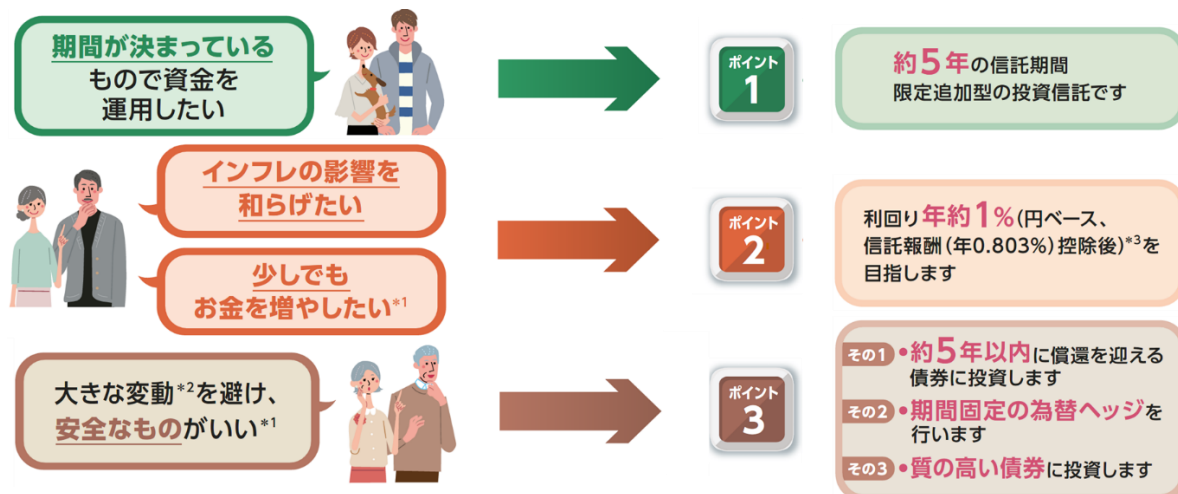 期間が決まっている
もので資金を
運用したい
ポイント
1
約5年の信託期間
限定追加型の投資信託です
インフレの影響を
和らげたい
少しでも
お金を増やしたい*1
ポイント
2
利回り年約1%(円ベース、
信託報酬(年0.803%)控除後)*3を
目指します
大きな変動*2を避け、
安全なものがいい*1
ポイント
3
その1 •約5年以内に償還を迎える
債券に投資します
その2 •期間固定の為替ヘッジを
行います
その3 •質の高い債券に投資します